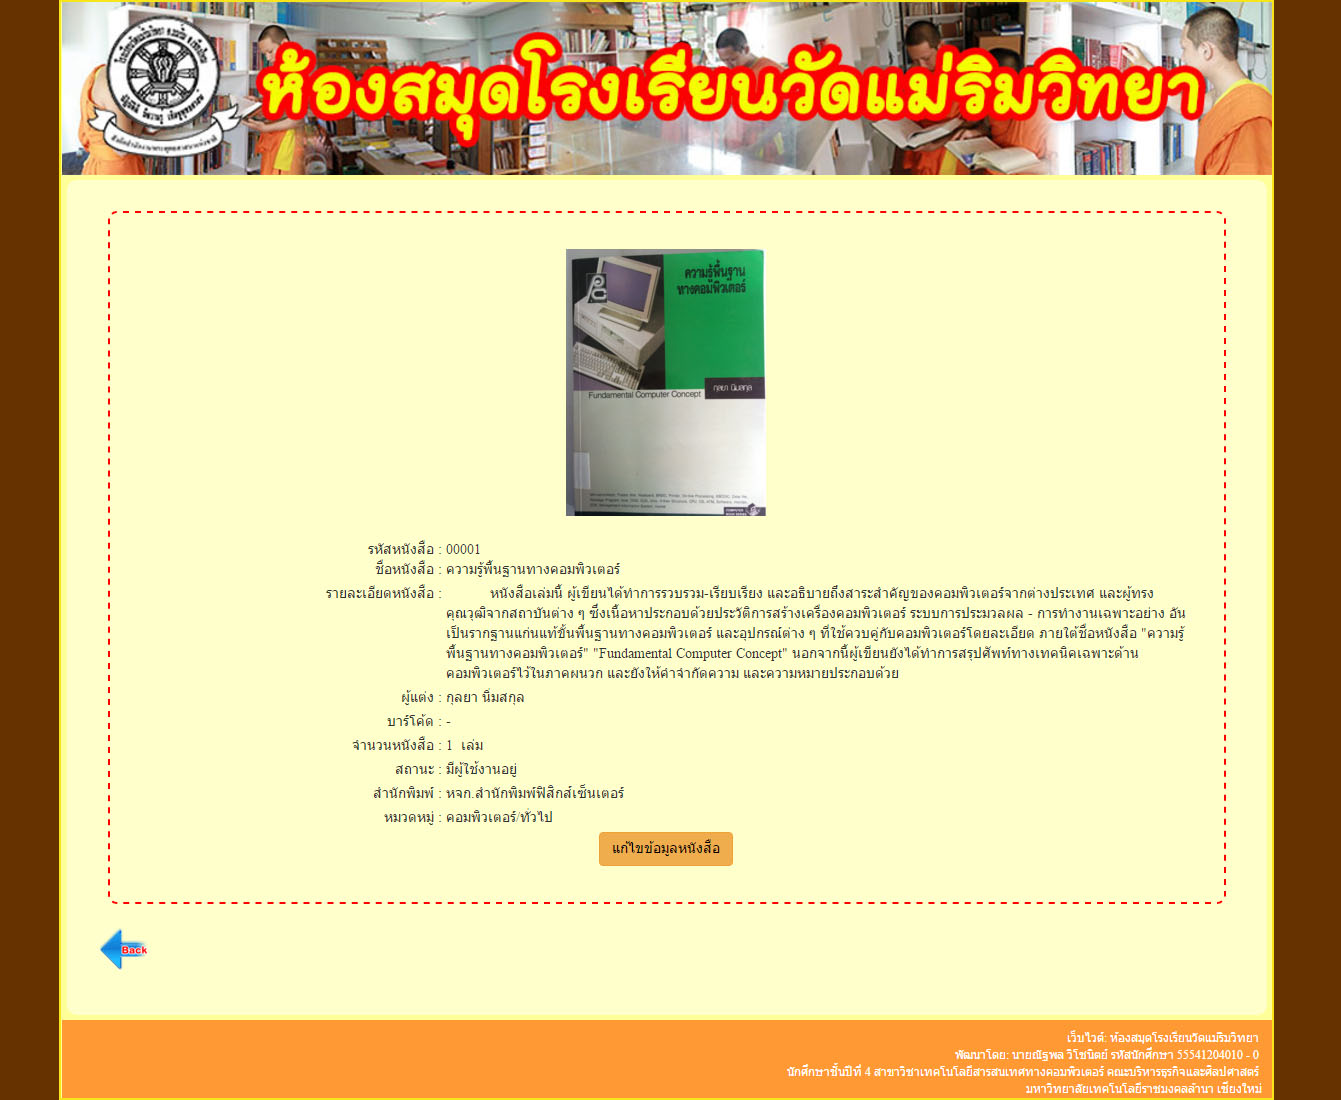 ห้องสมุดโรงเรียนวัดแม่ริมวิทยา
ความรู้พื้นฐาน
ทางคอมพิวเตอร์
กุลยา นิ่มสกุล
Fundamental Computer Concept
รหัสหนังสือ : 00001
ชื่อหนังสือ : ความรู้พื้นฐานทางคอมพิวเตอร์
รายละเอียดหนังสือ : หนังสือเล่มนี้ ผู้เขียนได้ทำการรวบรวม-เรียบเรียง และอธิบายถึงสาระสำคัญของคอมพิวเตอร์จากต่างประเทศ และผู้ทรง
คุณวุฒิจากสถาบันต่าง ๆ ซึ่งเนื้อหาประกอบด้วยประวัติการสร้างเครื่องคอมพิวเตอร์ ระบบการประมวลผล - การทำงานเฉพาะอย่าง อัน
เป็นรากฐานแก่นแท้ขั้นพื้นฐานทางคอมพิวเตอร์ และอุปกรณ์ต่าง ๆ ที่ใช้ควบคู่กับคอมพิวเตอร์โดยละเอียด ภายใต้ชื่อหนังสือ "ความรู้
พื้นฐานทางคอมพิวเตอร์" "Fundamental Computer Concept" นอกจากนี้ผู้เขียนยังได้ทำการสรุปศัพท์ทางเทคนิคเฉพาะด้าน
คอมพิวเตอร์ไว้ในภาคผนวก และยังให้คำจำกัดความ และความหมายประกอบด้วย
ผู้แต่ง : กุลยา นิ่มสกุล
บาร์โค้ด : -
จำนวนหนังสือ : 1 เล่ม
สถานะ : มีผู้ใช้งานอยู่
สำนักพิมพ์ : หจก.สำนักพิมพ์ฟิสิกส์เซ็นเตอร์
หมวดหมู่ : คอมพิวเตอร์/ทั่วไป
แก้ไขข้อมูลหนังสือ
Back
เว็บไวต์: ห้องสมุดโรงเรียนวัดแม่ริมวิทยา
พัฒนาโดย: นายณัฐพล วิโชนิตย์ รหัสนักศึกษา 55541204010 - 0
นักศึกษาชั้นปีที่ 4 สาขาวิชาเทคโนโลยีสารสนเทศทางคอมพิวเตอร์ คณะบริหารธุรกิจและศิลปศาสตร์
มหาวิทยาลัยเทคโนโลยีราชมงคลล้านนา เชียงใหม่